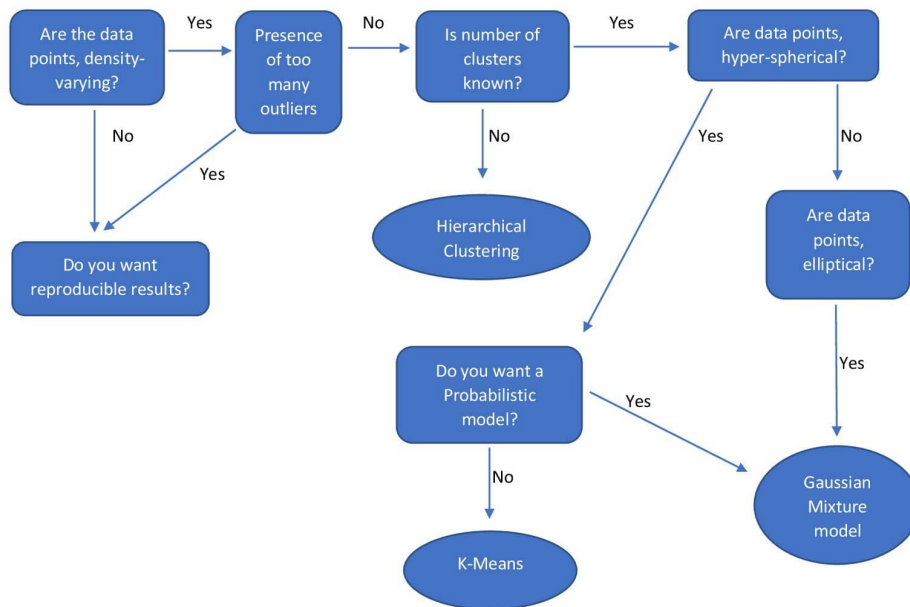 Are the data
points, density-
varying?
Yes
Presence
of too
many
outliers
No
Is number of
clusters
known?
Yes
Are data points,
hyper-spherical?
No
Yes
No
Yes
No
Hierarchical
Clustering
Are data
points,
elliptical?
Do you want
reproducible results?
Do you want a
Probabilistic
model?
Yes
Yes
No
Gaussian
Mixture
model
K-Means